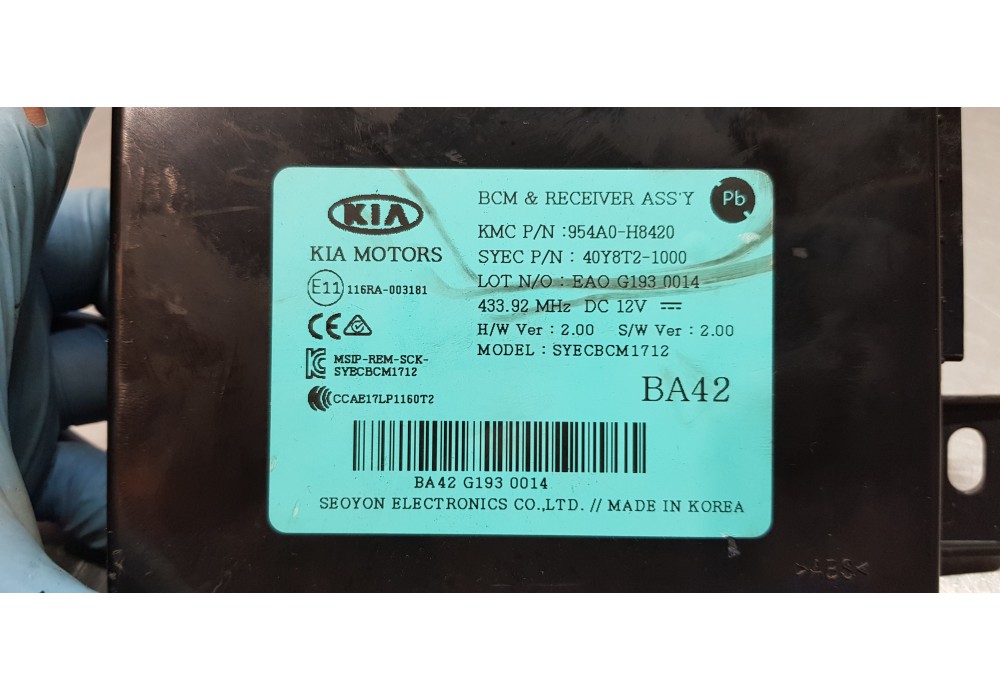 KIA
KIA MOTORS
E11 116RA-003181
CE
MSIP-REM-SCK-
SYECBCM1712
CCAE17LP1160T2
BCM & RECEIVER ASS'Y
Pb
KMC P/N :954A0-H8420
SYEC P/N : 40Y8T2-1000
LOT N/O : EAO G193 0014
433.92 MHz DC 12V
H/W Ver : 2.00 S/W Ver : 2.00
MODEL : SYECBCM1712
BA42
BA42 G193 0014
SEOYON ELECTRONICS CO.,LTD. // MADE IN KOREA
>ABS<